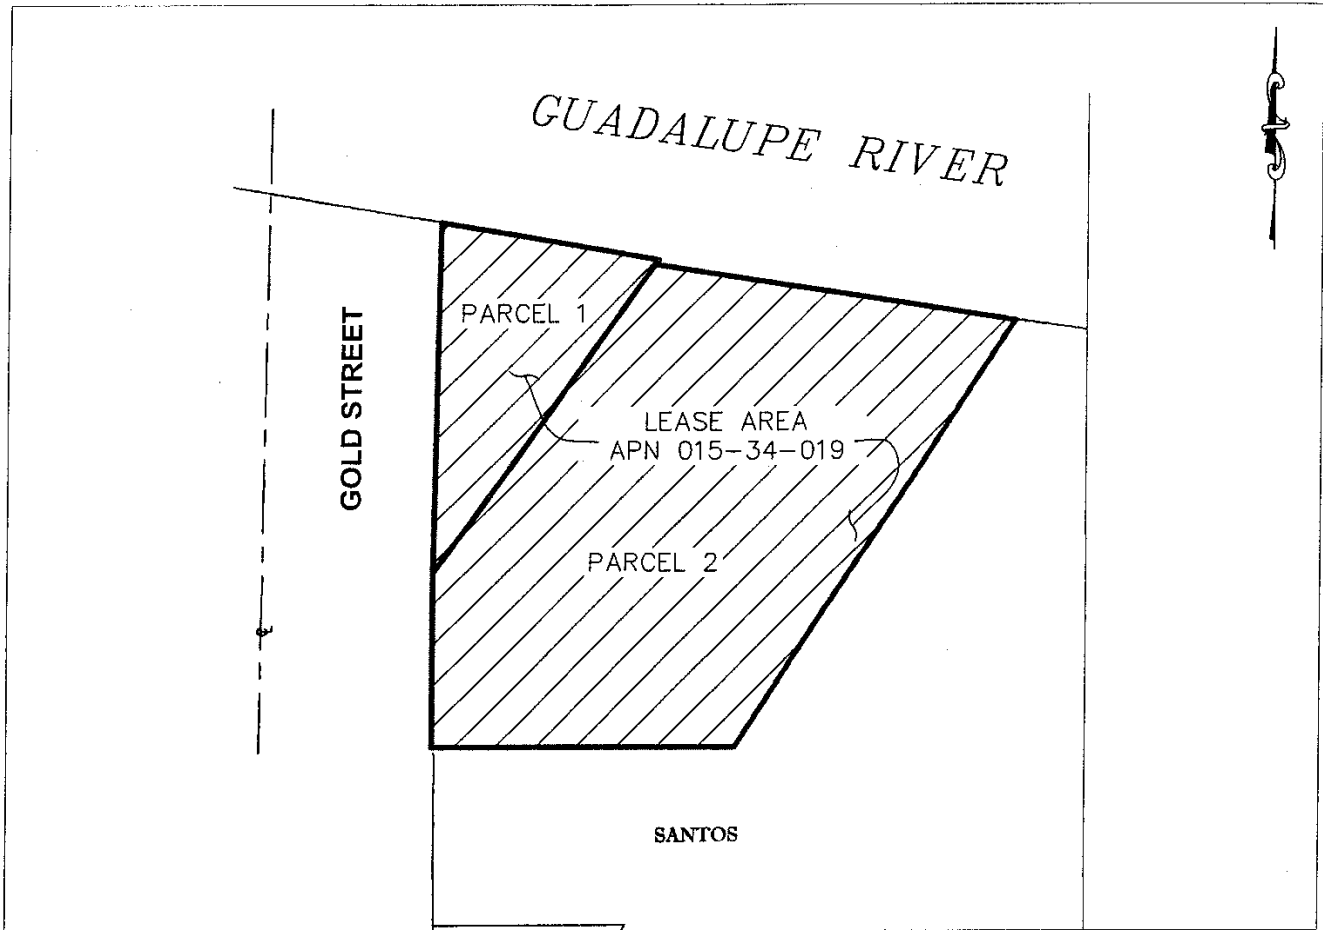 GUADALUPE RIVER
PARCEL 1
GOLD STREET
LEASE AREA
APN 015-34-019
PARCEL 2
SANTOS